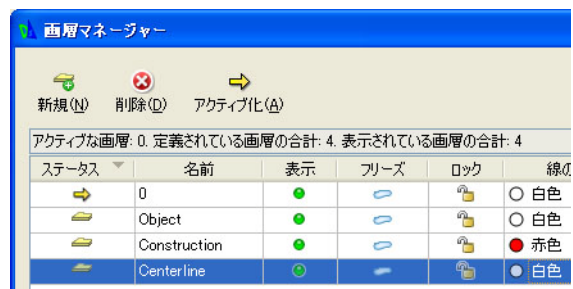 画層マネージャー
新規(N) 削除(D) アクティブ化(A)
アクティブな画層: 0. 定義されている画層の合計: 4. 表示されている画層の合計: 4
ステータス 名前 表示 フリーズ ロック 線の
0 白色
Object 白色
Construction 赤色
Centerline 白色